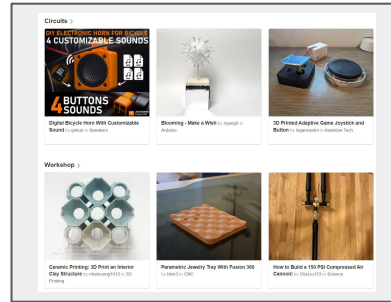 Circuits >
DIY ELECTRONIC HORN FOR BICYCLE
4 CUSTOMIZABLE SOUNDS
4 BUTTONS
SOUNDS
Digital Bicycle Horn With Customizable
Sound by gokux in Speakers
Blooming - Make a Wish by
in
Arduino
3D Printed Adaptive Game Joystick and
Button by
in Assistive Tech
Workshop >
Ceramic Printing: 3D Print an Interior
Clay Structure by
in 3D
Printing
Parametric Jewelry Tray With Fusion 360
by
in CNC
How to Build a 150 PSI Compressed Air
Cannon! by
in Science